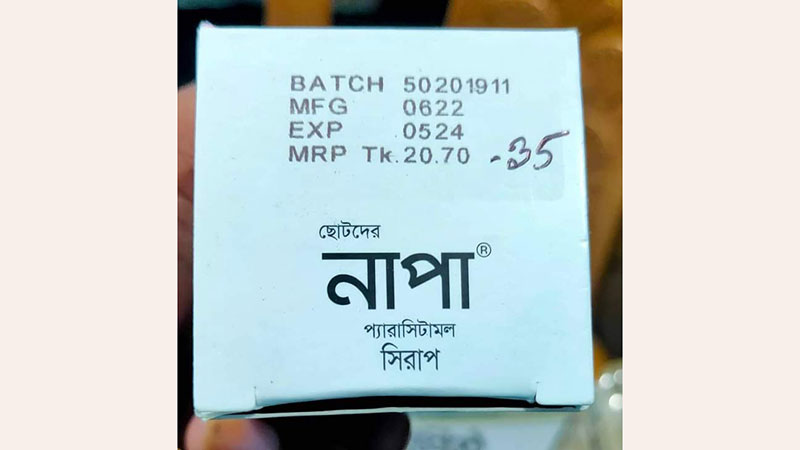 BATCH 50201911
MFG 0622
EXP 0524
MRP Tk.20.70 -35
ছোটদের
নাপা®
প্যারাসিটামল
সিরাপ